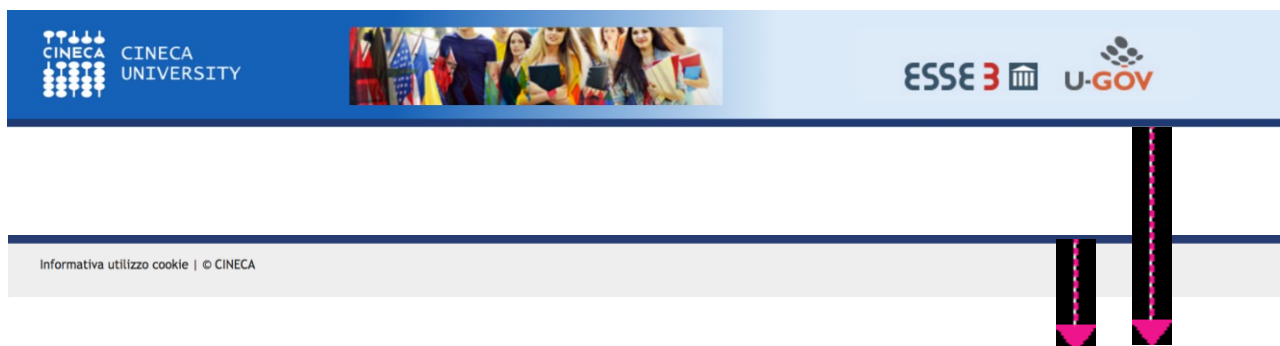 CINECA
CINECA
UNIVERSITY
ESSE 3
U-GOV
Informativa utilizzo cookie | © CINECA